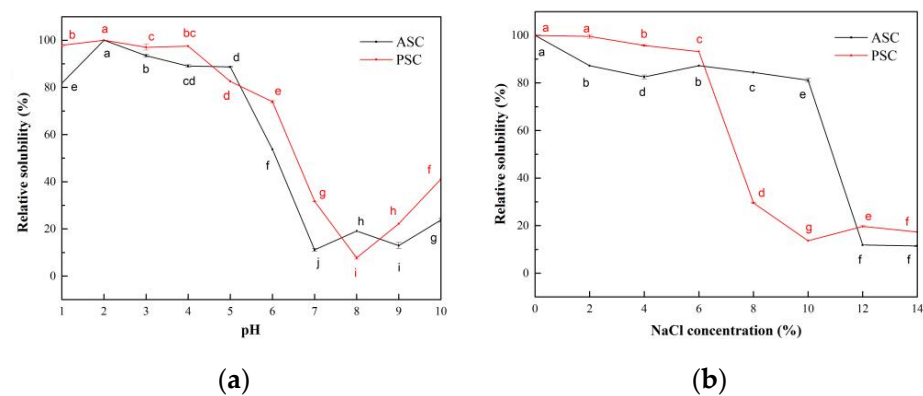 100
80
60
40
20
0
Relative solubility (%)
b
a
c
bc
d
e
g
i
h
f
e
a
b
cd
d
f
j
h
i
g
ASC
PSC
1 2 3 4 5 6 7 8 9 10
pH
(a)
100
80
60
40
20
0
Relative solubility (%)
a
a
b
c
d
g
e
f
a
b
d
b
c
e
f
f
ASC
PSC
0 2 4 6 8 10 12 14
NaCl concentration (%)
(b)